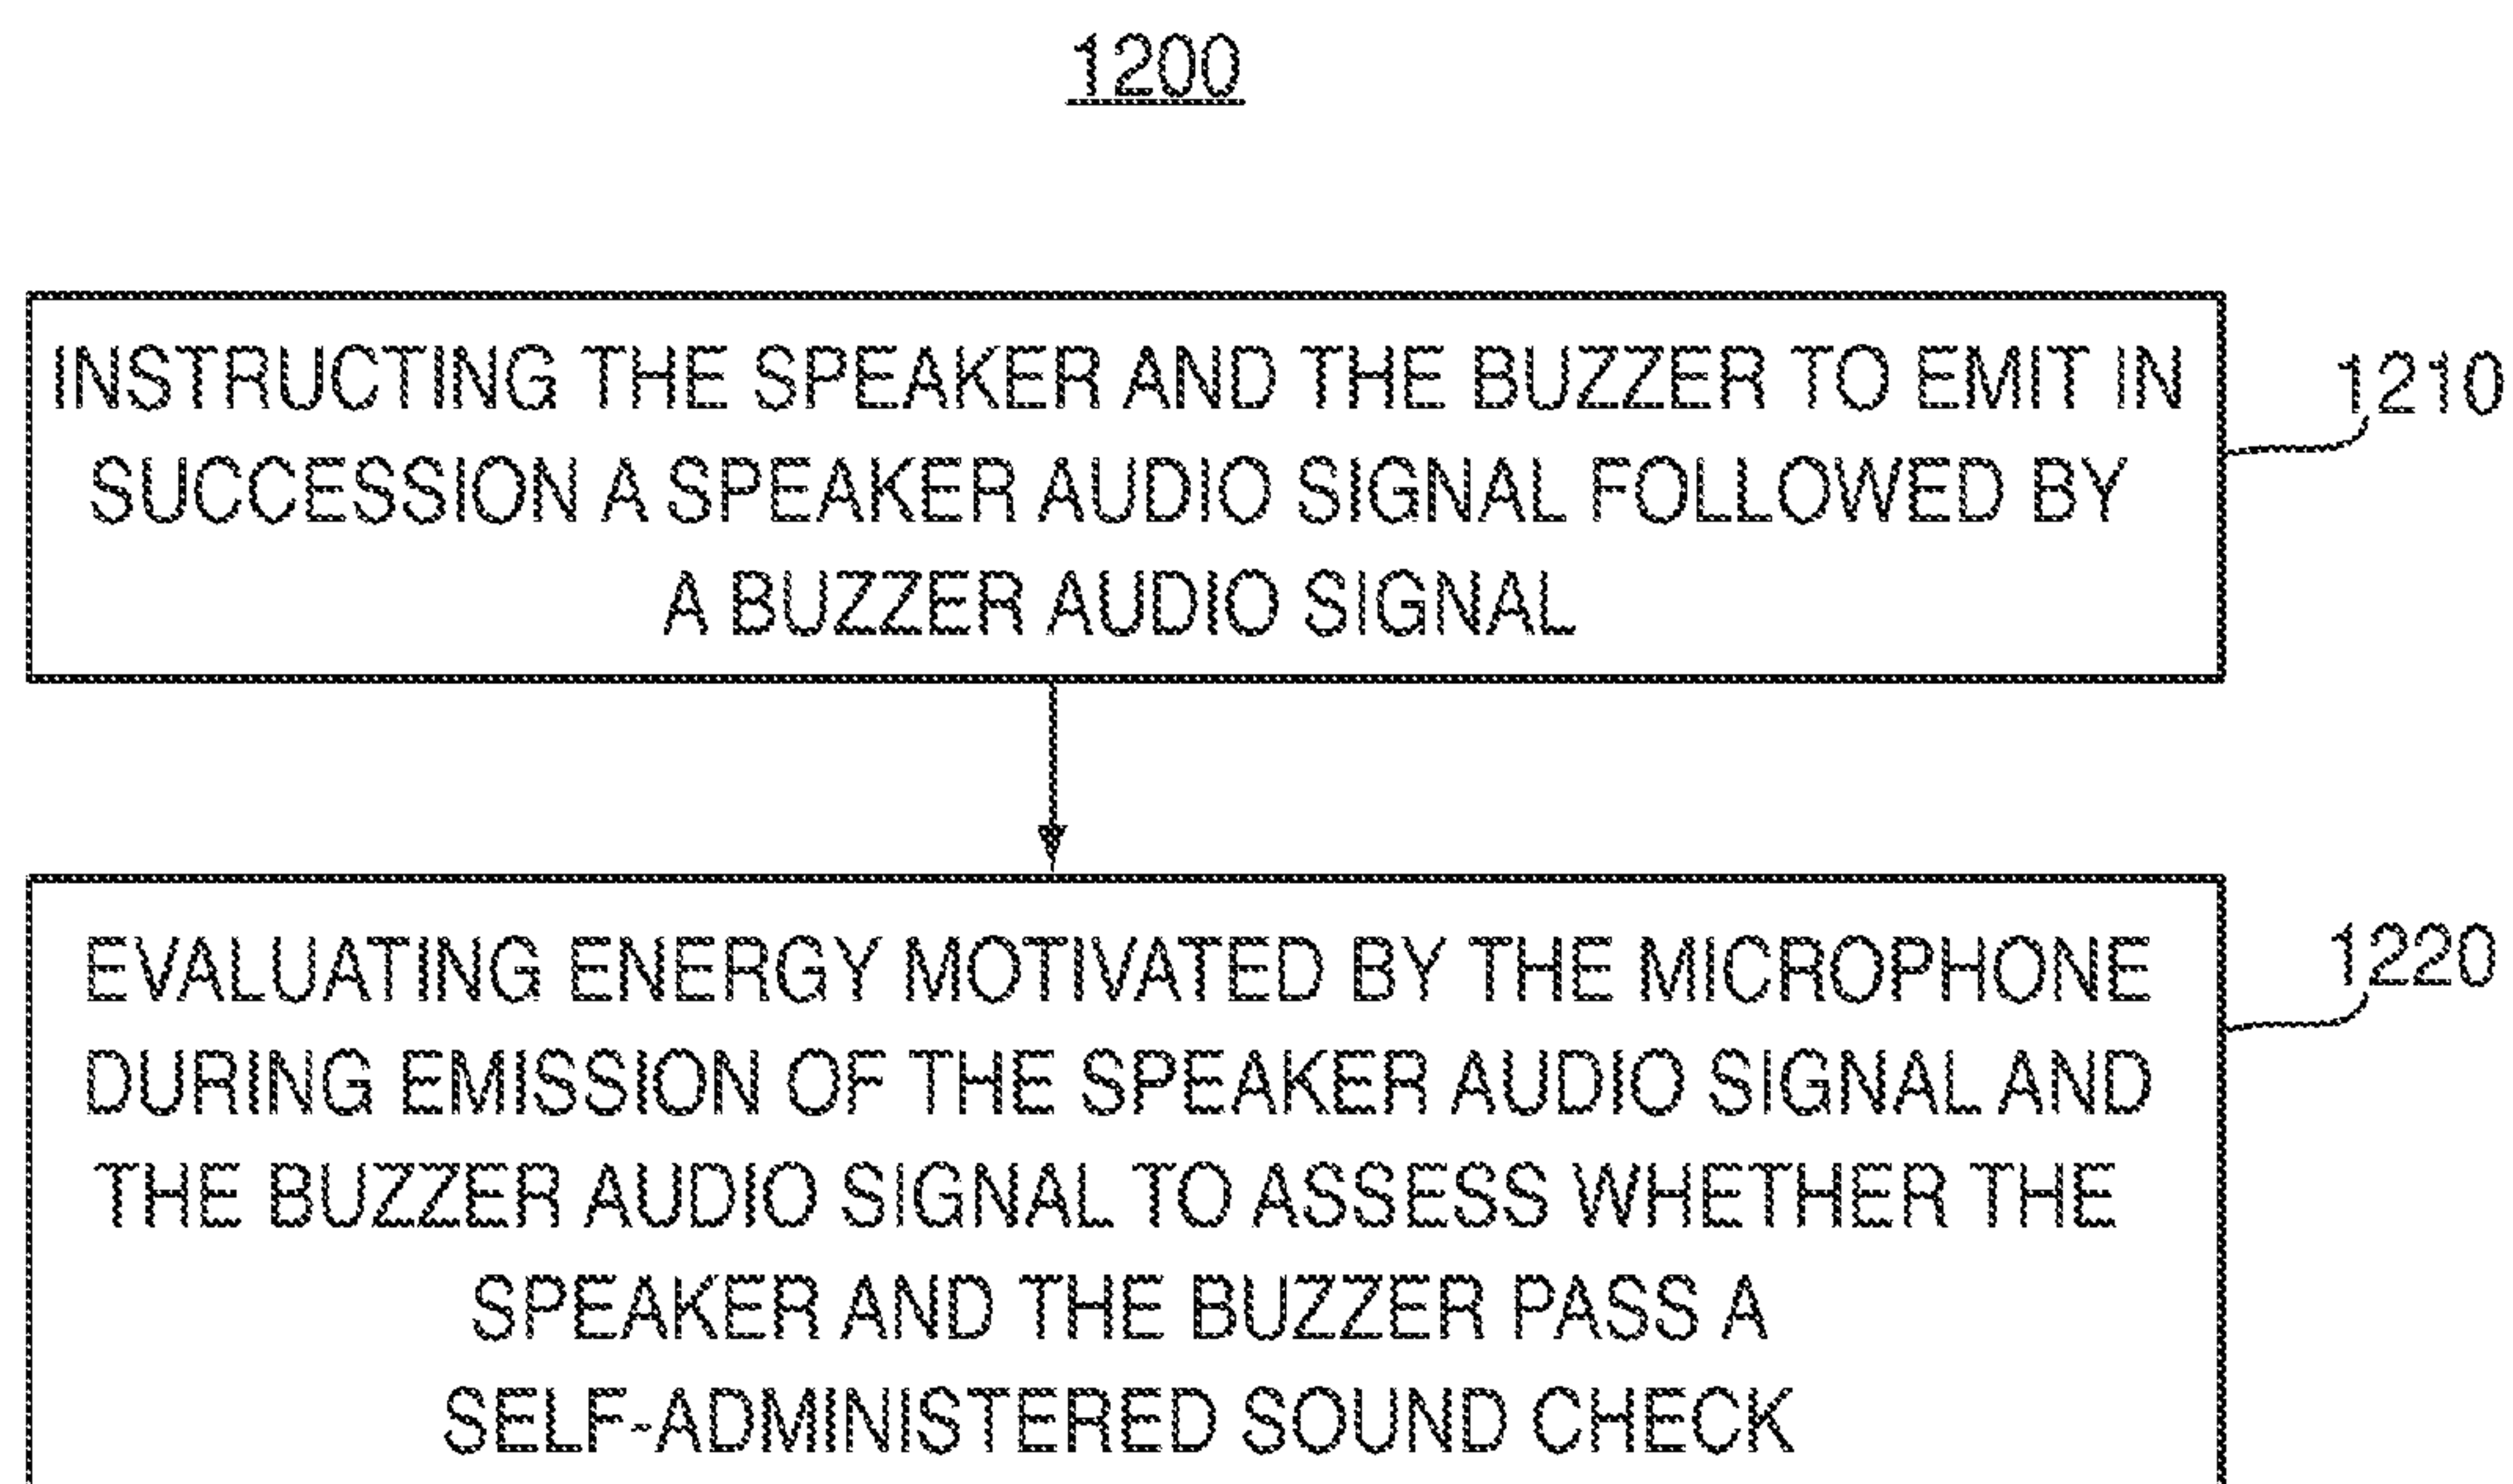 1200
INSTRUCTING THE SPEAKER AND THE BUZZER TO EMIT IN
SUCCESSION A SPEAKER AUDIO SIGNAL FOLLOWED BY
A BUZZER AUDIO SIGNAL
1210
EVALUATING ENERGY MOTIVATED BY THE MICROPHONE
DURING EMISSION OF THE SPEAKER AUDIO SIGNAL AND
THE BUZZER AUDIO SIGNAL TO ASSESS WHETHER THE
SPEAKER AND THE BUZZER PASS A
SELF-ADMINISTERED SOUND CHECK
1220